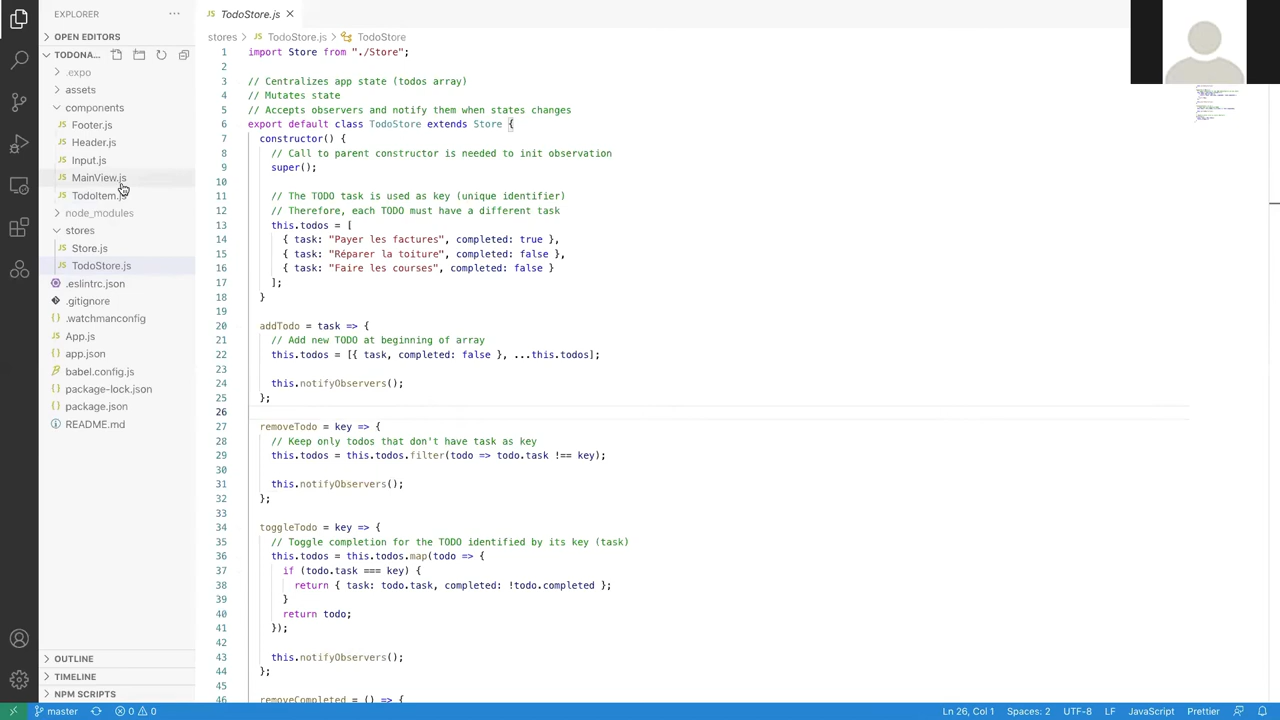 EXPLORER
OPEN EDITORS
TODONA...
.expo
assets
components
Footer.js
Header.js
Input.js
MainView.js
TodoItem.js
node_modules
stores
Store.js
TodoStore.js
.eslintrc.json
.gitignore
.watchmanconfig
App.js
app.json
babel.config.js
package-lock.json
package.json
README.md
OUTLINE
TIMELINE
NPM SCRIPTS
TodoStore.js
stores > TodoStore.js > TodoStore
1 import Store from "./Store";
2
3 // Centralizes app state (todos array)
4 // Mutates state
5 // Accepts observers and notify them when states changes
6 export default class TodoStore extends Store {
7 constructor() {
8 // Call to parent constructor is needed to init observation
9 super();
10
11 // The TODO task is used as key (unique identifier)
12 // Therefore, each TODO must have a different task
13 this.todos = [
14 { task: "Payer les factures", completed: true },
15 { task: "Réparer la toiture", completed: false },
16 { task: "Faire les courses", completed: false }
17 ];
18 }
19
20 addTodo = task => {
21 // Add new TODO at beginning of array
22 this.todos = [{ task, completed: false }, ...this.todos];
23
24 this.notifyObservers();
25 };
26
27 removeTodo = key => {
28 // Keep only todos that don't have task as key
29 this.todos = this.todos.filter(todo => todo.task !== key);
30
31 this.notifyObservers();
32 };
33
34 toggleTodo = key => {
35 // Toggle completion for the TODO identified by its key (task)
36 this.todos = this.todos.map(todo => {
37 if (todo.task === key) {
38 return { task: todo.task, completed: !todo.completed };
39 }
40 return todo;
41 });
42
43 this.notifyObservers();
44 };
45
46 removeCompleted = () => {
master 0 0 Ln 26, Col 1 Spaces: 2 UTF-8 LF JavaScript Prettier